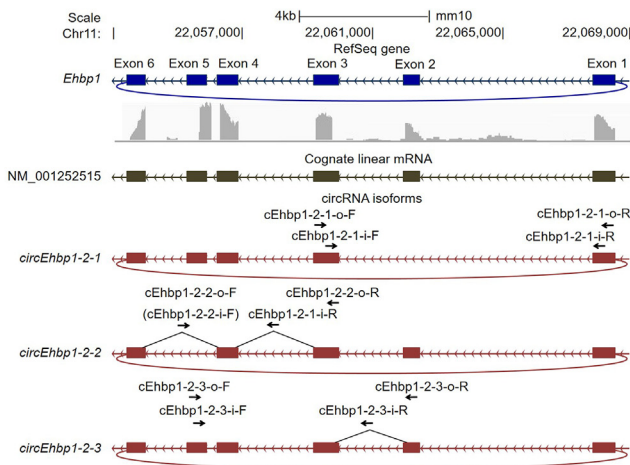 Scale 4kb mm10
Chr11: 22,057,000 22,061,000 22,065,000 22,069,000
RefSeq gene
Exon 6 Exon 5 Exon 4 Exon 3 Exon 2 Exon 1
Ehbp1
Cognate linear mRNA
NM_001252515
circRNA isoforms
cEhbp1-2-1-o-F cEhbp1-2-1-o-R
cEhbp1-2-1-i-F cEhbp1-2-1-i-R
circEhbp1-2-1
cEhbp1-2-2-o-F cEhbp1-2-2-o-R
(cEhbp1-2-2-i-F) cEhbp1-2-1-i-R
circEhbp1-2-2
cEhbp1-2-3-o-F cEhbp1-2-3-o-R
cEhbp1-2-3-i-F cEhbp1-2-3-i-R
circEhbp1-2-3